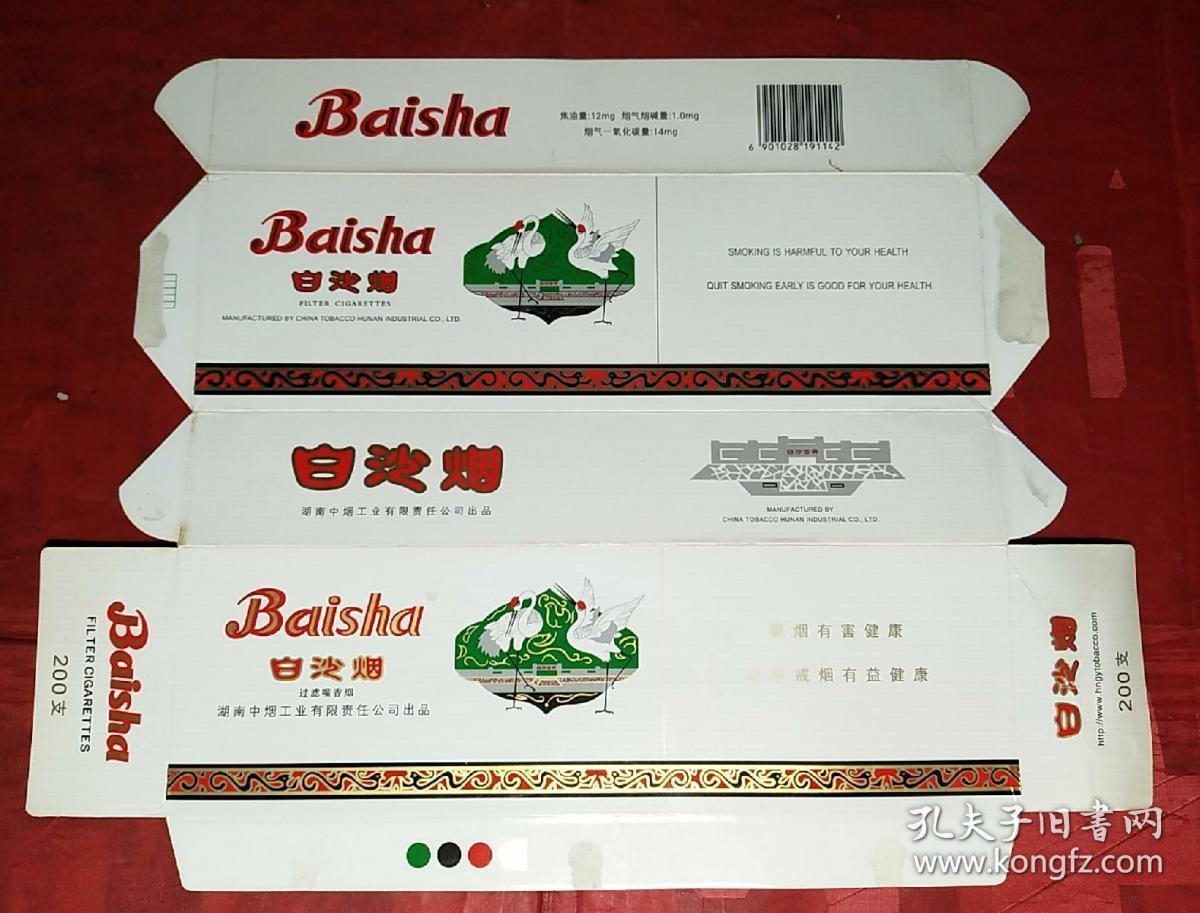 Baisha
焦油量:12mg 烟气烟碱量:1.0mg
烟气一氧化碳量:14mg
6 901028 191142
Baisha
白沙烟
FILTER CIGARETTES
MANUFACTURED BY CHINA TOBACCO HUNAN INDUSTRIAL CO., LTD.
SMOKING IS HARMFUL TO YOUR HEALTH
QUIT SMOKING EARLY IS GOOD FOR YOUR HEALTH
白沙烟
湖南中烟工业有限责任公司出品
MANUFACTURED BY
CHINA TOBACCO HUNAN INDUSTRIAL CO., LTD.
Baisha
FILTER CIGARETTES
200支
Baisha®
白沙烟
过滤嘴香烟
湖南中烟工业有限责任公司出品
烟有害健康
早戒烟有益健康
白沙烟
http://www.hngytobacco.com
200支
孔夫子旧書网
www.kongfz.com